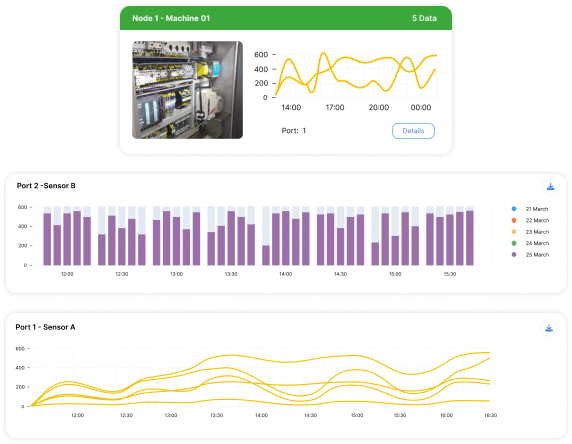 Node 1 - Machine 01 5 Data
600
400
200
0
14:00 17:00 20:00 00:00
Port: 1 Details
Port 2 -Sensor B
600
400
200
0
12:00 12:30 13:00 13:30 14:00 14:30 15:00 15:30
21 March
22 March
23 March
24 March
25 March
Port 1 - Sensor A
600
400
200
0
12:00 12:30 13:00 13:30 14:00 14:30 15:00 15:30 16:00 16:30